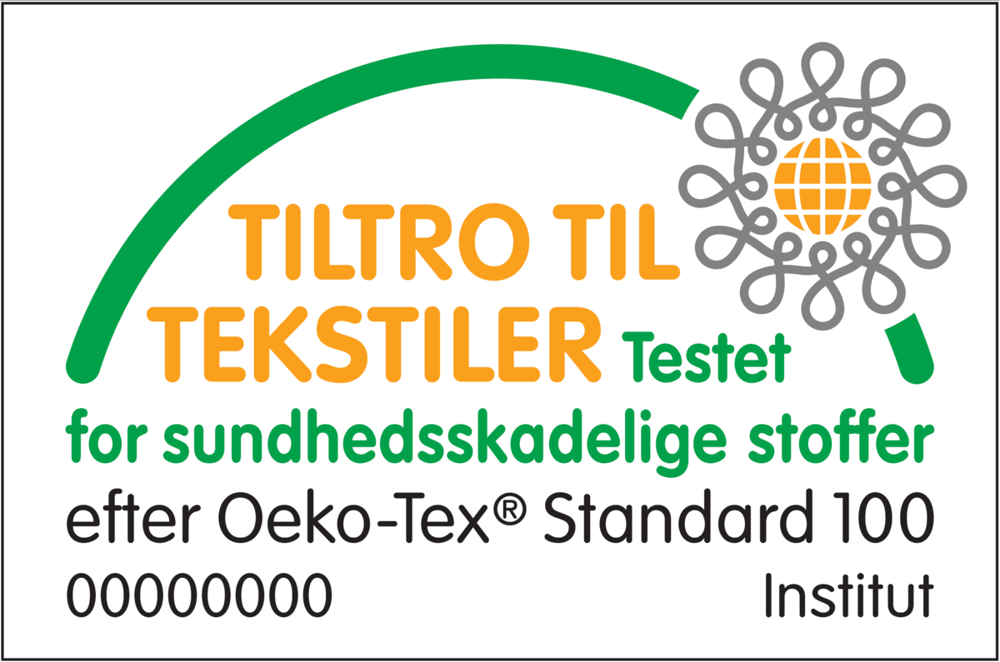 TILTRO TIL
TEKSTILER Testet
for sundhedsskadelige stoffer
efter Oeko-Tex® Standard 100
00000000 Institut